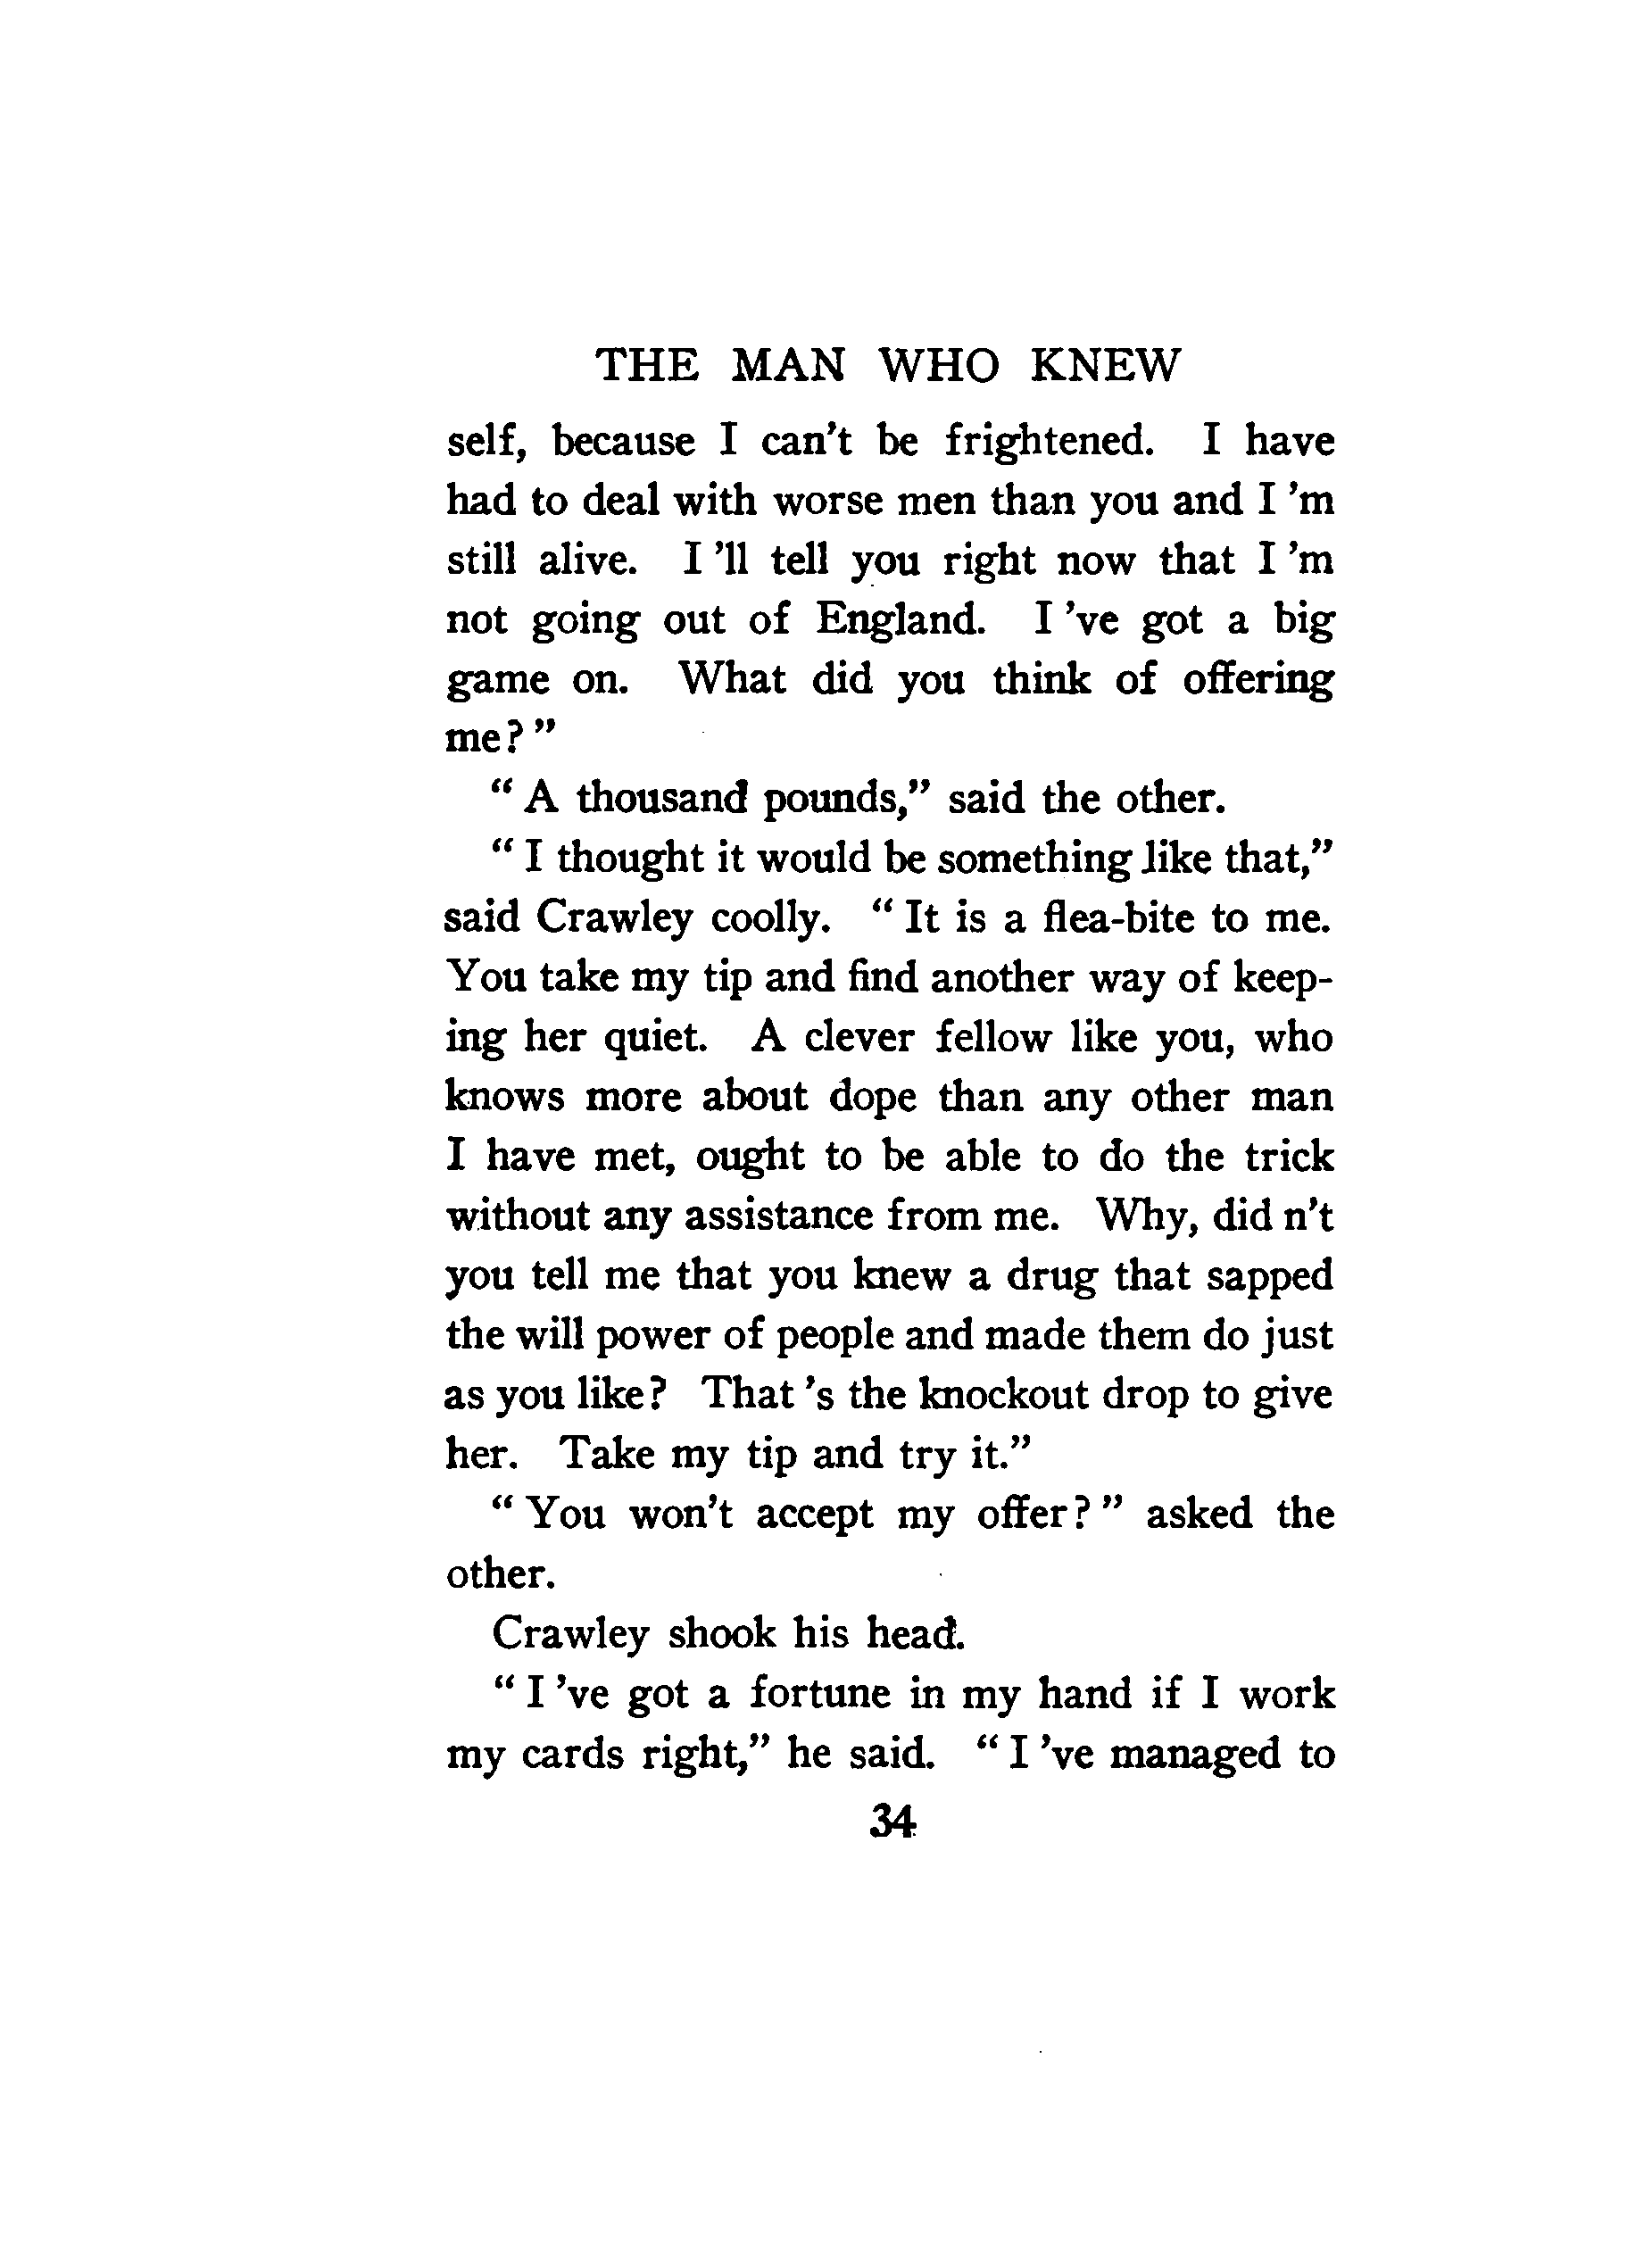 THE MAN WHO KNEW
self, because I can't be frightened. I have
had to deal with worse men than you and I 'm
still alive. I 'll tell you right now that I 'm
not going out of England. I 've got a big
game on. What did you think of offering
me? ”
“ A thousand pounds,” said the other.
“ I thought it would be something like that,”
said Crawley coolly. “ It is a flea-bite to me.
You take my tip and find another way of keep-
ing her quiet. A clever fellow like you, who
knows more about dope than any other man
I have met, ought to be able to do the trick
without any assistance from me. Why, did n't
you tell me that you knew a drug that sapped
the will power of people and made them do just
as you like? That 's the knockout drop to give
her. Take my tip and try it.”
“ You won't accept my offer? ” asked the
other.
Crawley shook his head.
“ I 've got a fortune in my hand if I work
my cards right,” he said. “ I 've managed to
34